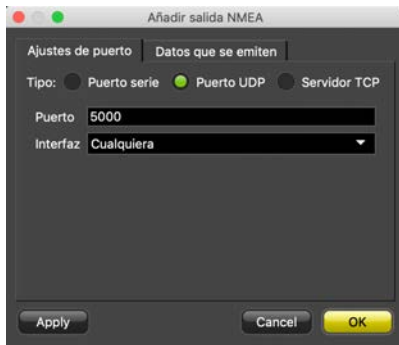 Añadir salida NMEA
Ajustes de puerto Datos que se emiten
Tipo: Puerto serie Puerto UDP Servidor TCP
Puerto 5000
Interfaz Cualquiera
Apply Cancel OK